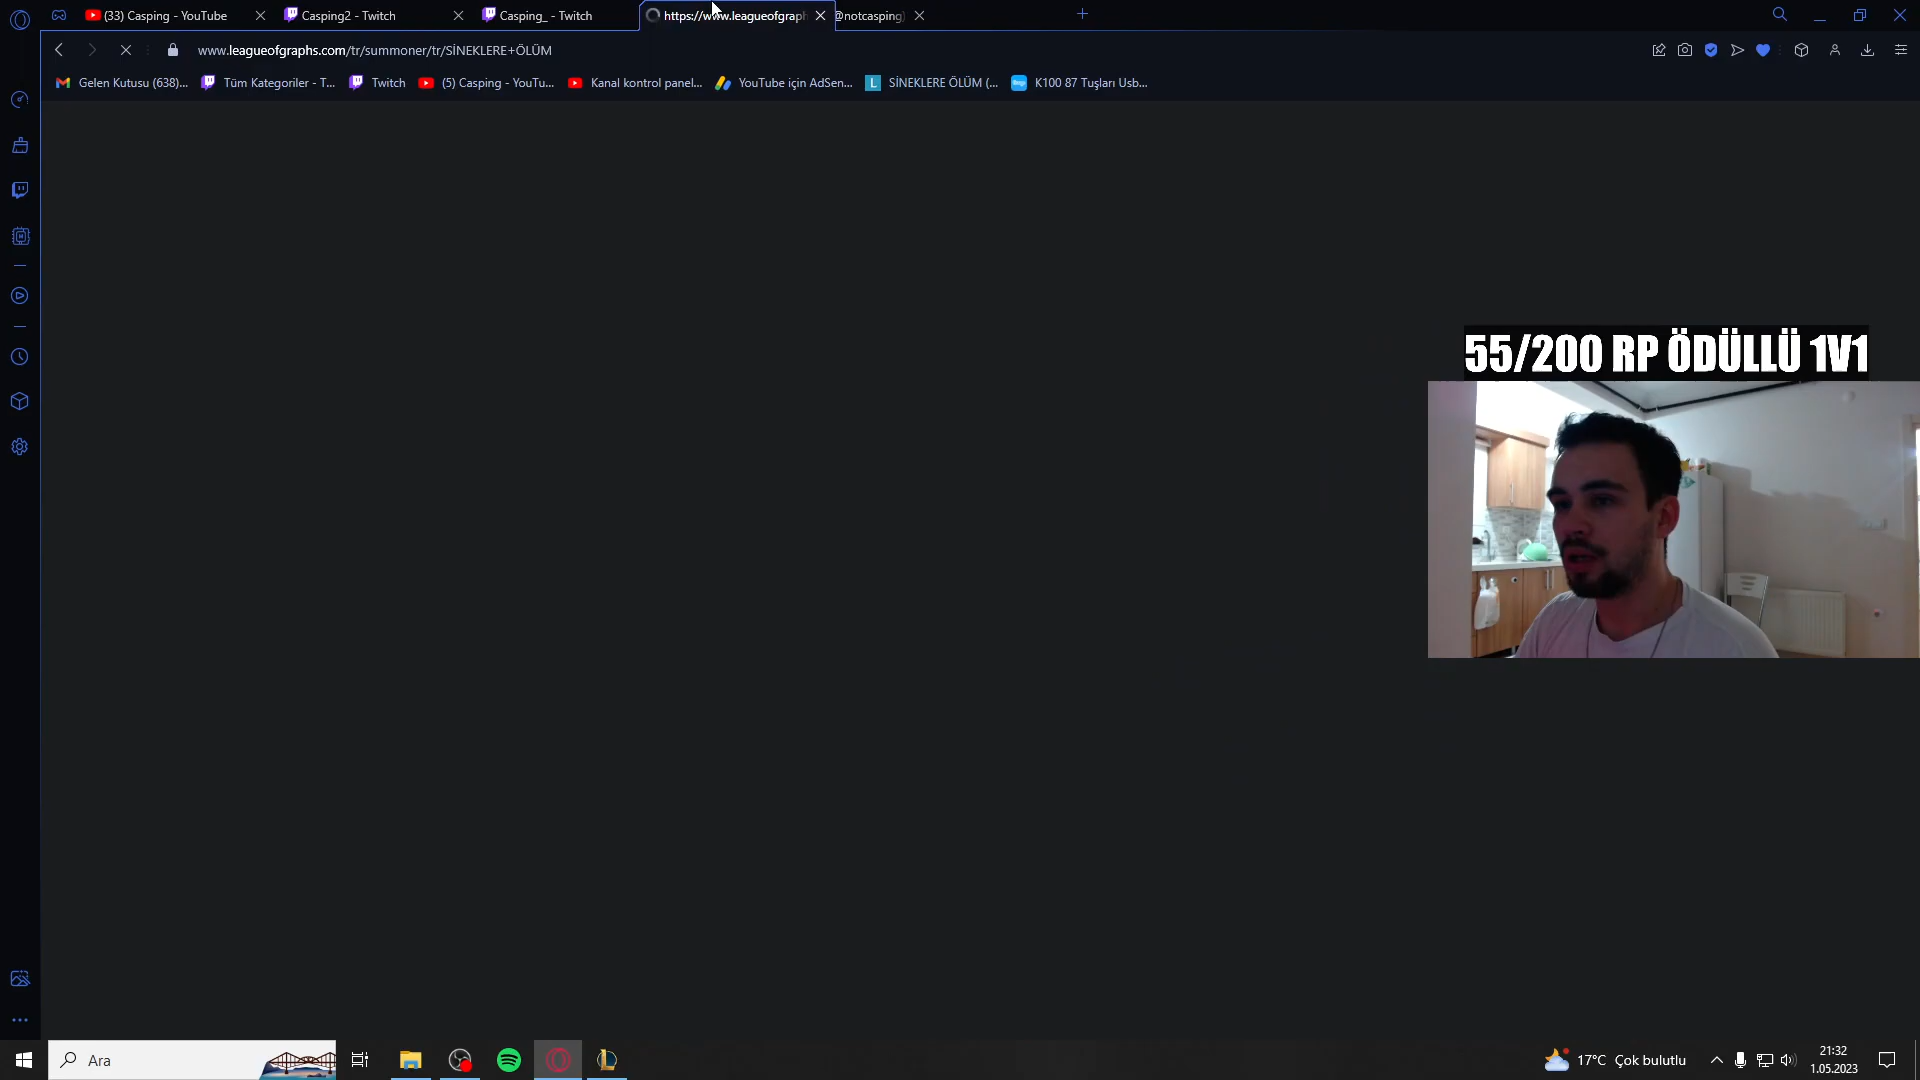 (33) Casping - YouTube
Casping2 - Twitch
Casping_ - Twitch
https://www.leagueofgraph
@notcasping)
www.leagueofgraphs.com/tr/summoner/tr/SİNEKLERE+ÖLÜM
Gelen Kutusu (638)...
Tüm Kategoriler - T...
Twitch
(5) Casping - YouTu...
Kanal kontrol panel...
YouTube için AdSen...
L
SİNEKLERE ÖLÜM (...
K100 87 Tuşları Usb...
55/200 RP ÖDÜLLÜ 1V1
Ara
17°C Çok bulutlu
21:32
1.05.2023